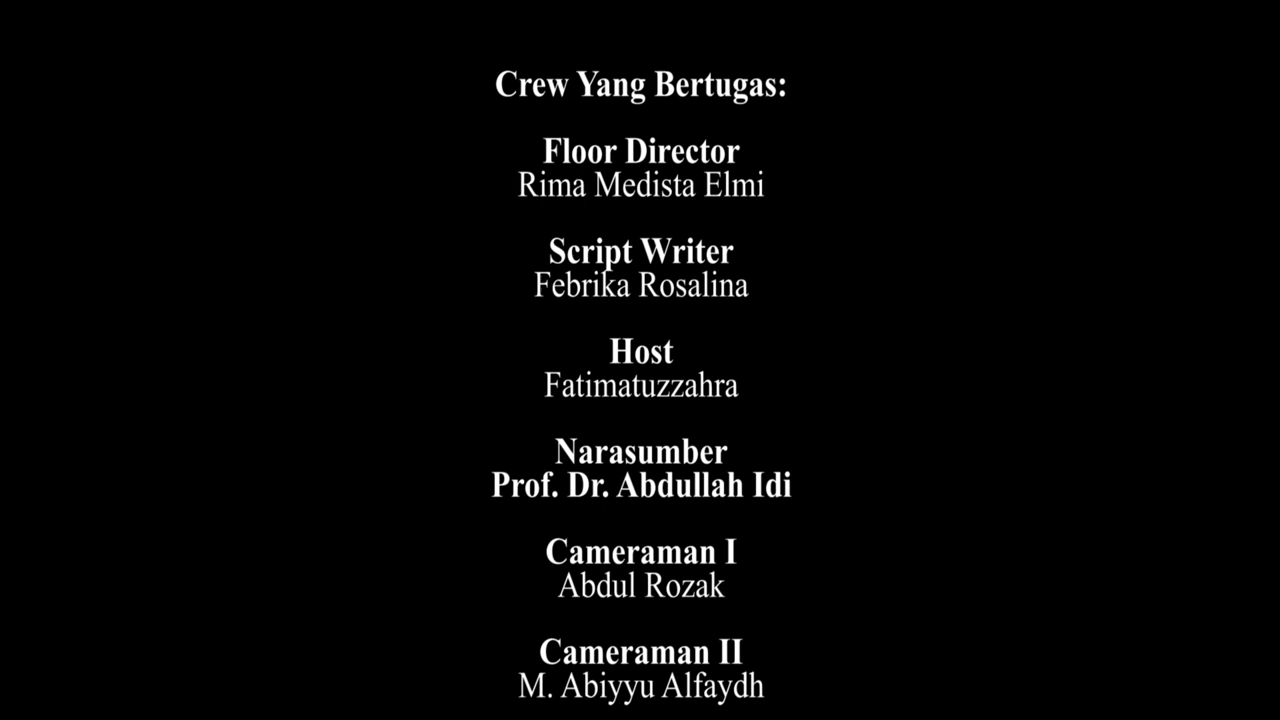 Crew Yang Bertugas:
Floor Director
Rima Medista Elmi
Script Writer
Febrika Rosalina
Host
Fatimatuzzahra
Narasumber
Prof. Dr. Abdullah Idi
Cameraman I
Abdul Rozak
Cameraman II
M. Abiyyu Alfaydh